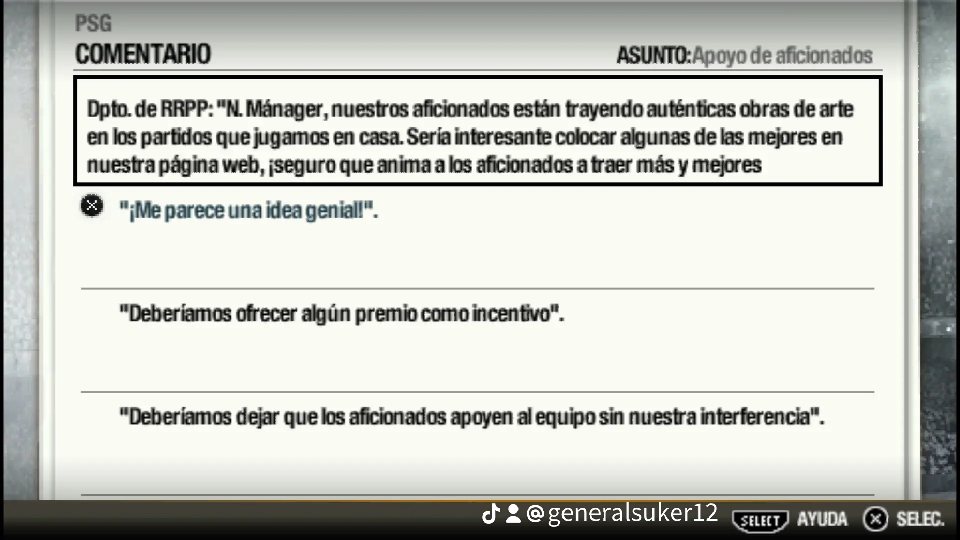 PSG
COMENTARIO
ASUNTO:Apoyo de aficionados
Dpto. de RRPP: "N. Mánager, nuestros aficionados están trayendo auténticas obras de arte
en los partidos que jugamos en casa. Sería interesante colocar algunas de las mejores en
nuestra página web, ¡seguro que anima a los aficionados a traer más y mejores
"¡Me parece una idea genial!".
"Deberíamos ofrecer algún premio como incentivo".
"Deberíamos dejar que los aficionados apoyen al equipo sin nuestra interferencia".
@generalsuker12
SELECT AYUDA SELEC.